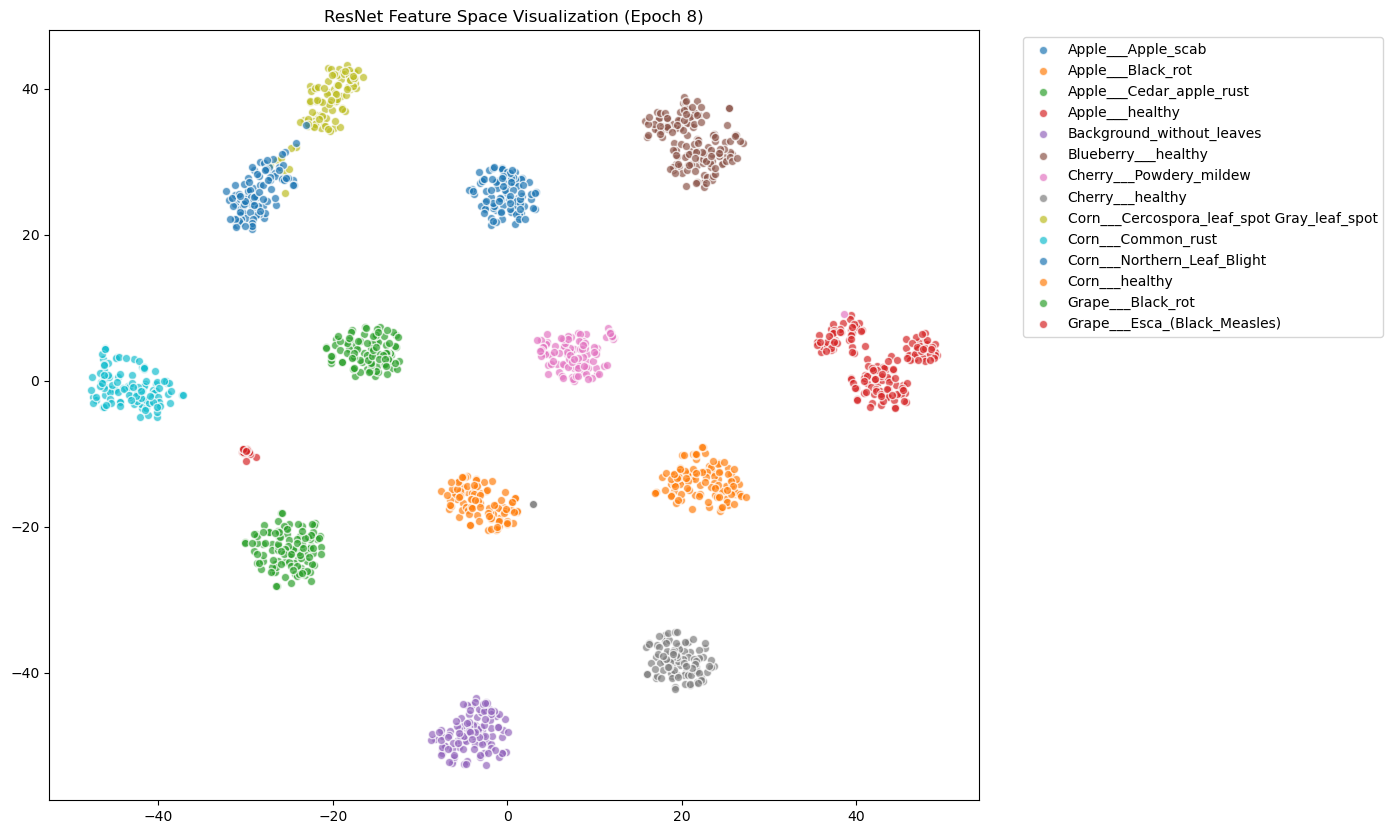 ResNet Feature Space Visualization (Epoch 8)
40
20
0
−20
−40
−40
−20
0
20
40
Apple___Apple_scab
Apple___Black_rot
Apple___Cedar_apple_rust
Apple___healthy
Background_without_leaves
Blueberry___healthy
Cherry___Powdery_mildew
Cherry___healthy
Corn___Cercospora_leaf_spot Gray_leaf_spot
Corn___Common_rust
Corn___Northern_Leaf_Blight
Corn___healthy
Grape___Black_rot
Grape___Esca_(Black_Measles)